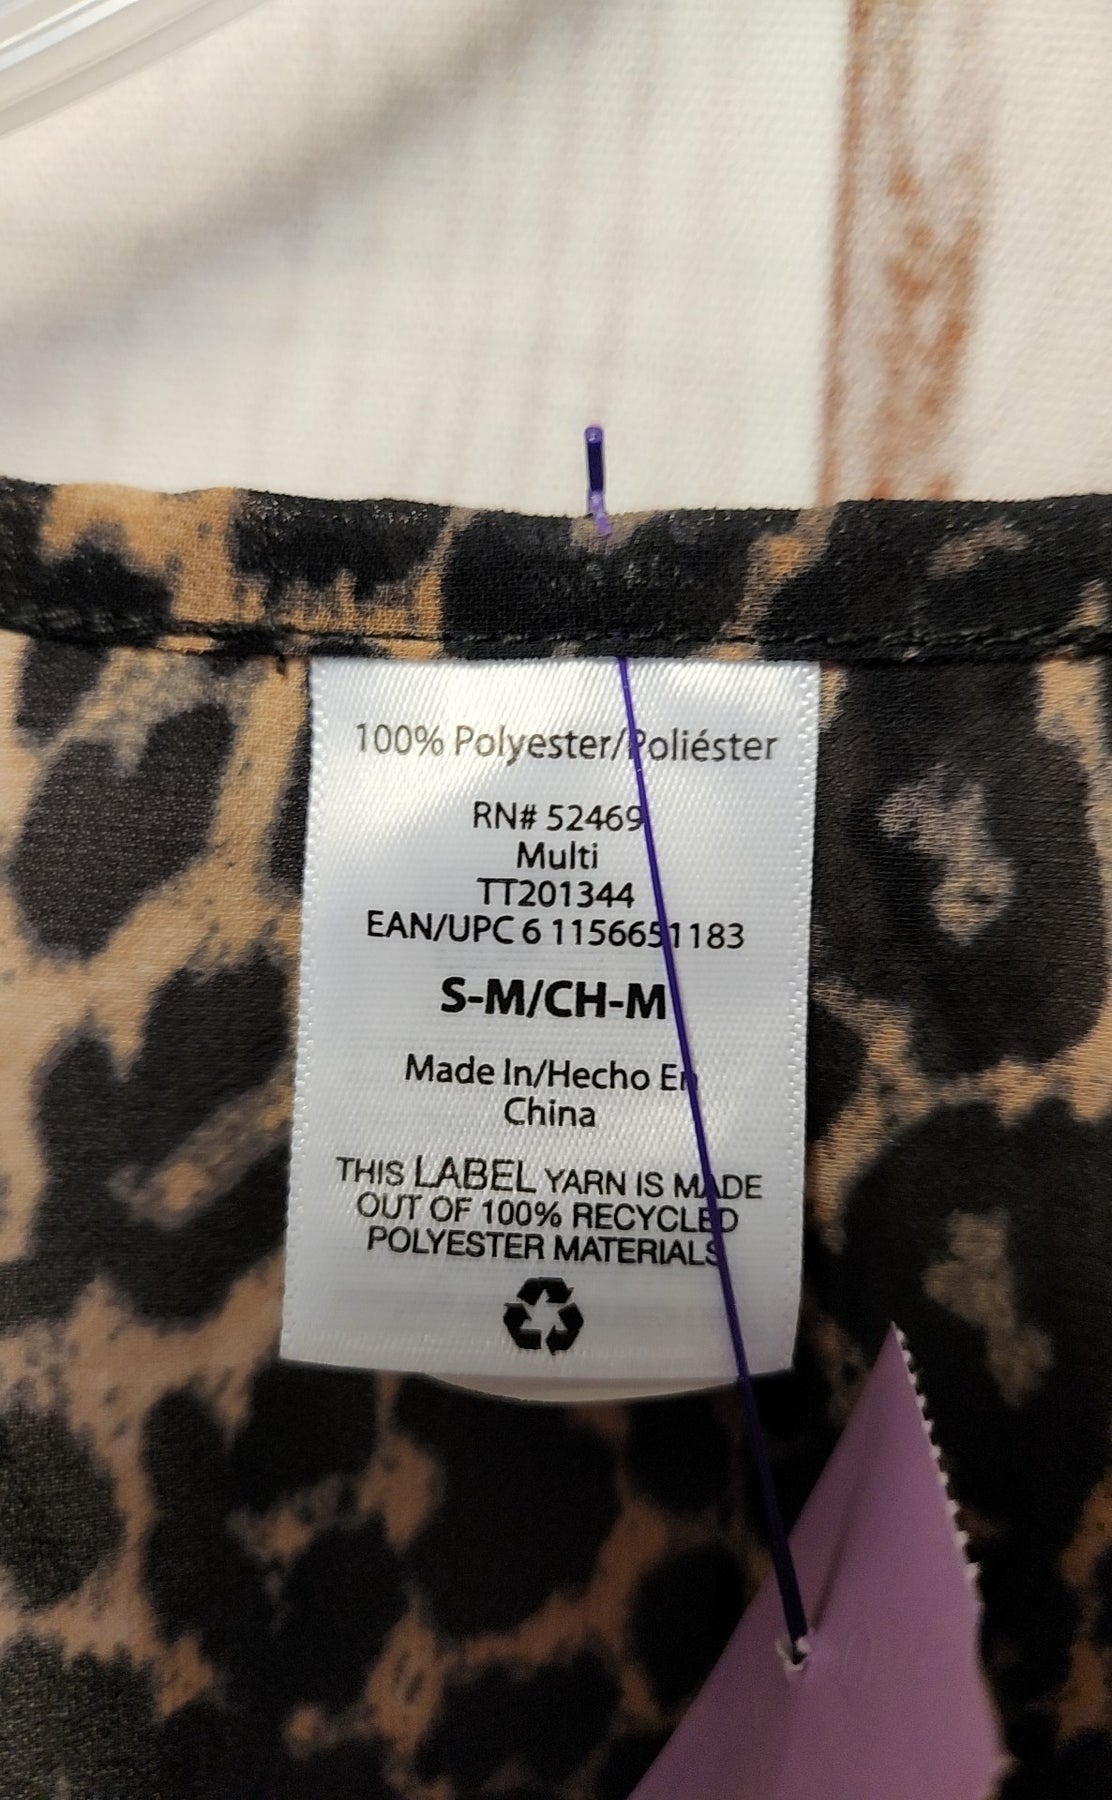 100% Polyester/Poliéster
RN# 52469
Multi
TT201344
EAN/UPC 6 1156651183
S-M/CH-M
Made In/Hecho En
China
THIS LABEL YARN IS MADE
OUT OF 100% RECYCLED
POLYESTER MATERIALS